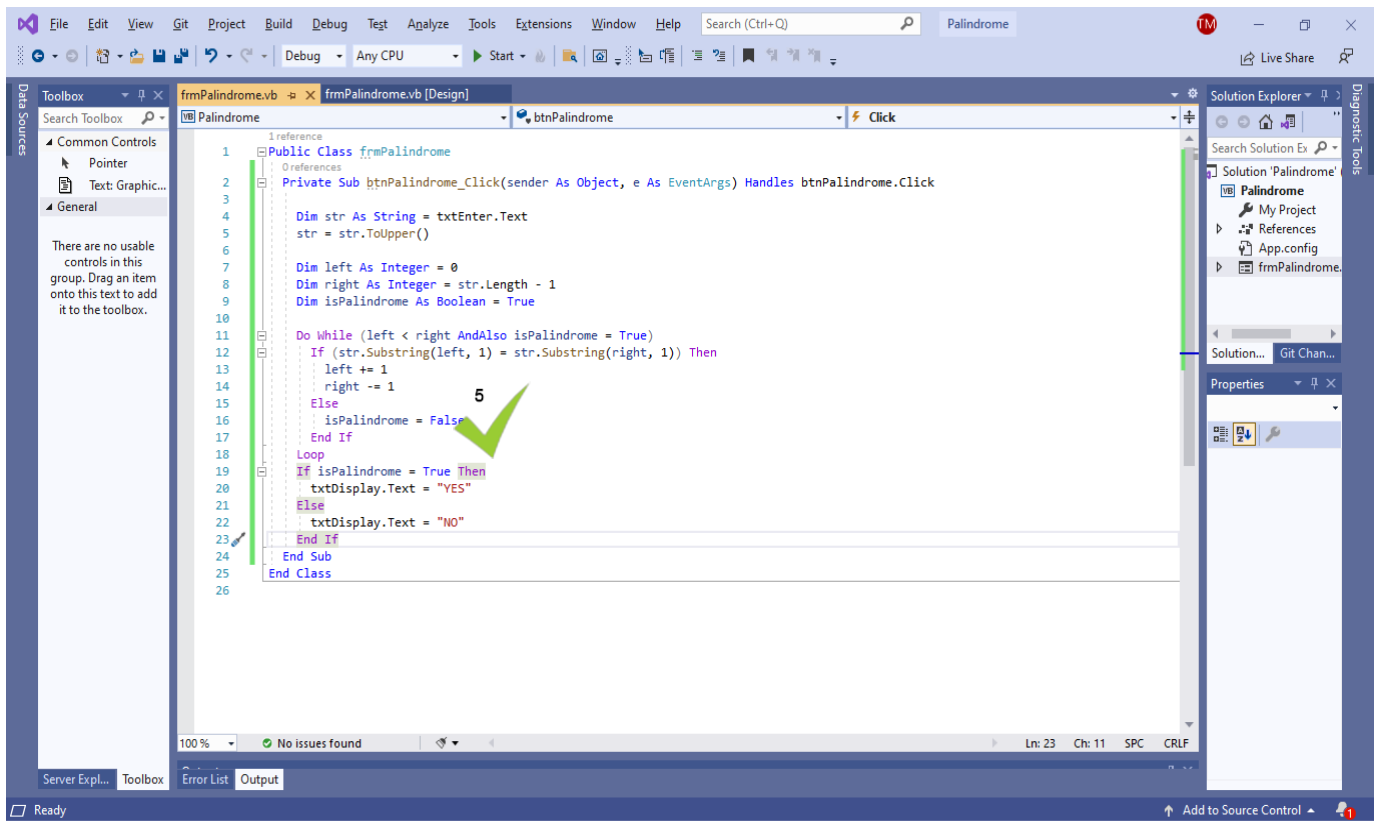 File Edit View Git Project Build Debug Test Analyze Tools Extensions Window Help Search (Ctrl+Q) Palindrome TM
Debug Any CPU Start Live Share
Data Sources
Toolbox
Search Toolbox
Common Controls
Pointer
Text: Graphic...
General
There are no usable
controls in this
group. Drag an item
onto this text to add
it to the toolbox.
Server Expl... Toolbox
frmPalindrome.vb frmPalindrome.vb [Design]
VB Palindrome btnPalindrome Click
1 reference
1 Public Class frmPalindrome
0 references
2 Private Sub btnPalindrome_Click(sender As Object, e As EventArgs) Handles btnPalindrome.Click
3
4 Dim str As String = txtEnter.Text
5 str = str.ToUpper()
6
7 Dim left As Integer = 0
8 Dim right As Integer = str.Length - 1
9 Dim isPalindrome As Boolean = True
10
11 Do While (left < right AndAlso isPalindrome = True)
12 If (str.Substring(left, 1) = str.Substring(right, 1)) Then
13 left += 1
14 right -= 1
5
15 Else
16 isPalindrome = False
17 End If
18 Loop
19 If isPalindrome = True Then
20 txtDisplay.Text = "YES"
21 Else
22 txtDisplay.Text = "NO"
23 End If
24 End Sub
25 End Class
26
100 % No issues found Ln: 23 Ch: 11 SPC CRLF
Error List Output
Solution Explorer
Search Solution Ex
Solution 'Palindrome' (
VB Palindrome
My Project
References
App.config
frmPalindrome.
Solution... Git Chan...
Properties
Diagnostic Tools
Ready Add to Source Control 1